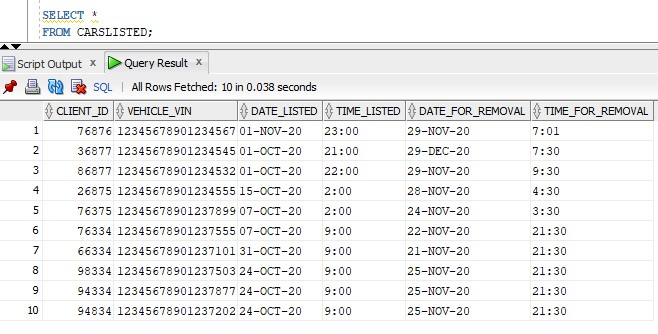 SELECT *
FROM CARSLISTED;
Script Output x Query Result x
SQL | All Rows Fetched: 10 in 0.038 seconds
CLIENT_ID VEHICLE_VIN DATE_LISTED TIME_LISTED DATE_FOR_REMOVAL TIME_FOR_REMOVAL
1 76876 12345678901234567 01-NOV-20 23:00 29-NOV-20 7:01
2 36877 12345678901234545 01-OCT-20 21:00 29-DEC-20 7:30
3 86877 12345678901234532 01-OCT-20 22:00 29-NOV-20 9:30
4 26875 12345678901234555 15-OCT-20 2:00 28-NOV-20 4:30
5 76375 12345678901237899 07-OCT-20 2:00 24-NOV-20 3:30
6 76334 12345678901237555 07-OCT-20 9:00 22-NOV-20 21:30
7 66334 12345678901237101 31-OCT-20 9:00 21-NOV-20 21:30
8 98334 12345678901237503 24-OCT-20 9:00 25-NOV-20 21:30
9 94334 12345678901237877 24-OCT-20 9:00 25-NOV-20 21:30
10 94834 12345678901237202 24-OCT-20 9:00 25-NOV-20 21:30